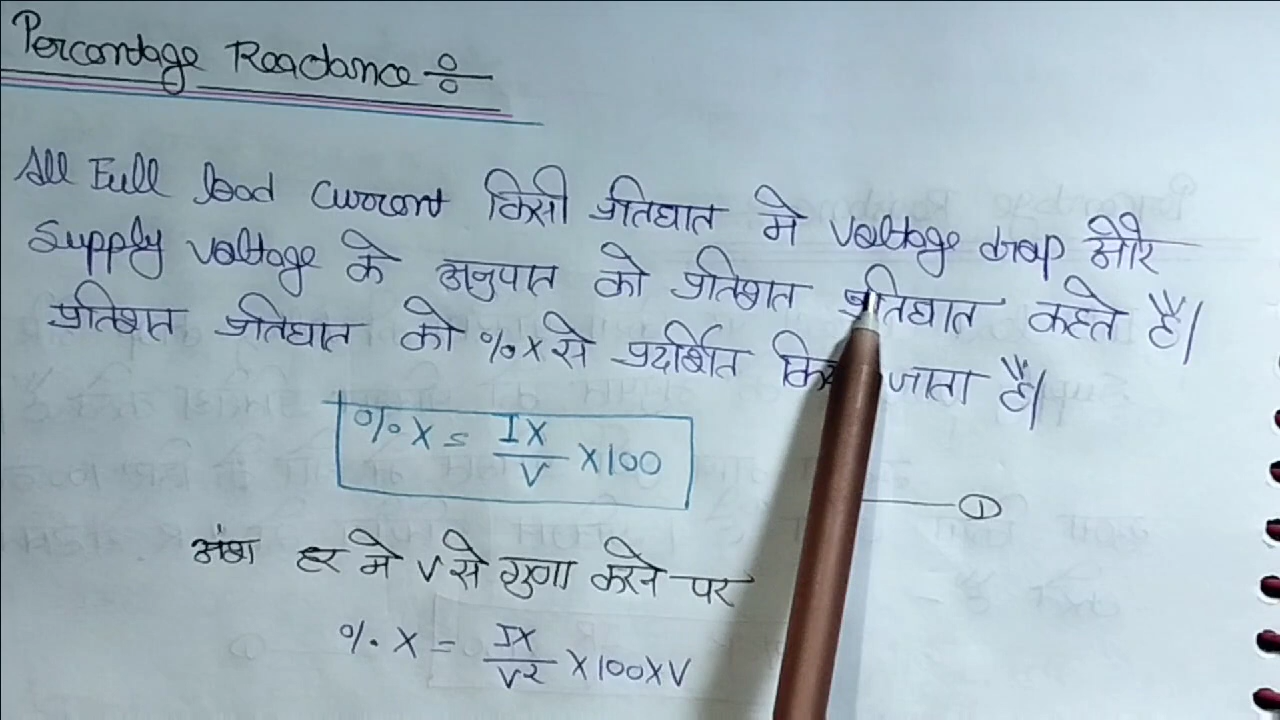 Percentage Reactance ÷
All Full load current किसी प्रतिघात मे voltage drop और
Supply voltage के अनुपात को प्रतिशत प्रतिघात कहते हैं।
प्रतिशत प्रतिघात को %X से प्रदर्शित जाता हैं।
%X = IX/V X100
1
अंश हर मे V से गुणा करने पर
% X = IX/V2 X100XV